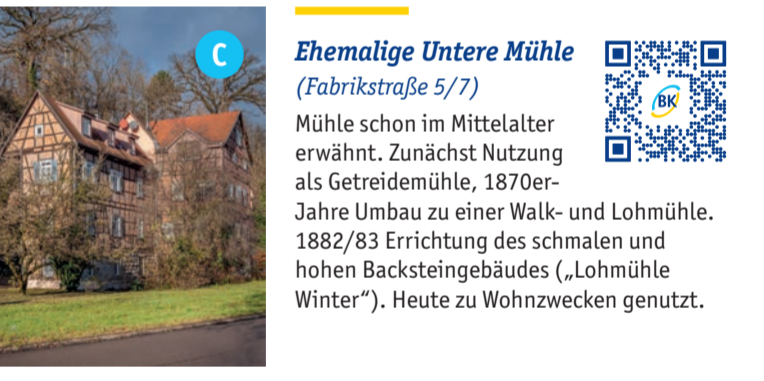 C
Ehemalige Untere Mühle
(Fabrikstraße 5/7)
BK
Mühle schon im Mittelalter
erwähnt. Zunächst Nutzung
als Getreidemühle, 1870er-
Jahre Umbau zu einer Walk- und Lohmühle.
1882/83 Errichtung des schmalen und
hohen Backsteingebäudes („Lohmühle
Winter“). Heute zu Wohnzwecken genutzt.